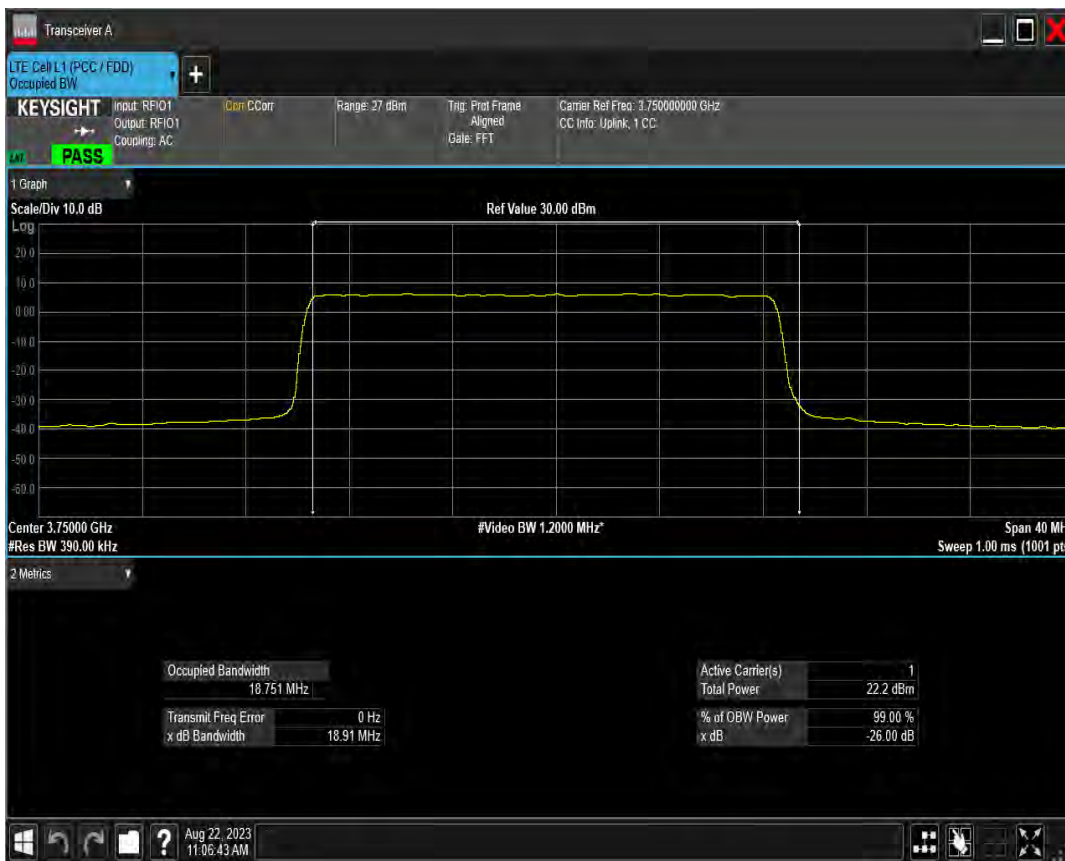 Transceiver A
LTE Cell L1 (PCC / FDD)
Occupied BW
+
KEYSIGHT
Input: RFIO1
Output: RFIO1
Coupling: AC
Corr CCorr
Range: 27 dBm
Trig: Prot Frame
Aligned
Gate: FFT
Carrier Ref Freq: 3.750000000 GHz
CC Info: Uplink, 1 CC
PASS
1 Graph
Scale/Div 10.0 dB
Ref Value 30.00 dBm
Log
20.0
10.0
0.00
-10.0
-20.0
-30.0
-40.0
-50.0
-60.0
Center 3.75000 GHz
#Video BW 1.2000 MHz*
Span 40 MH
#Res BW 390.00 kHz
Sweep 1.00 ms (1001 pt
2 Metrics
Occupied Bandwidth
18.751 MHz
Transmit Freq Error 0 Hz
x dB Bandwidth 18.91 MHz
Active Carrier(s) 1
Total Power 22.2 dBm
% of OBW Power 99.00 %
x dB -26.00 dB
?
Aug 22, 2023
11:06:43 AM